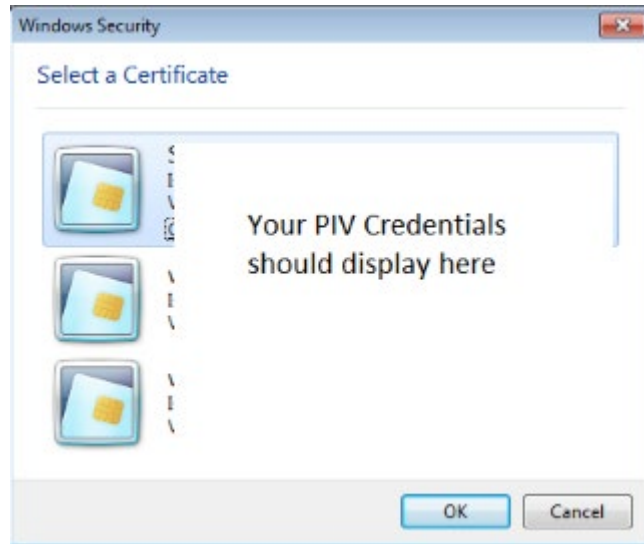 Windows Security
Select a Certificate
Your PIV Credentials
should display here
OK
Cancel